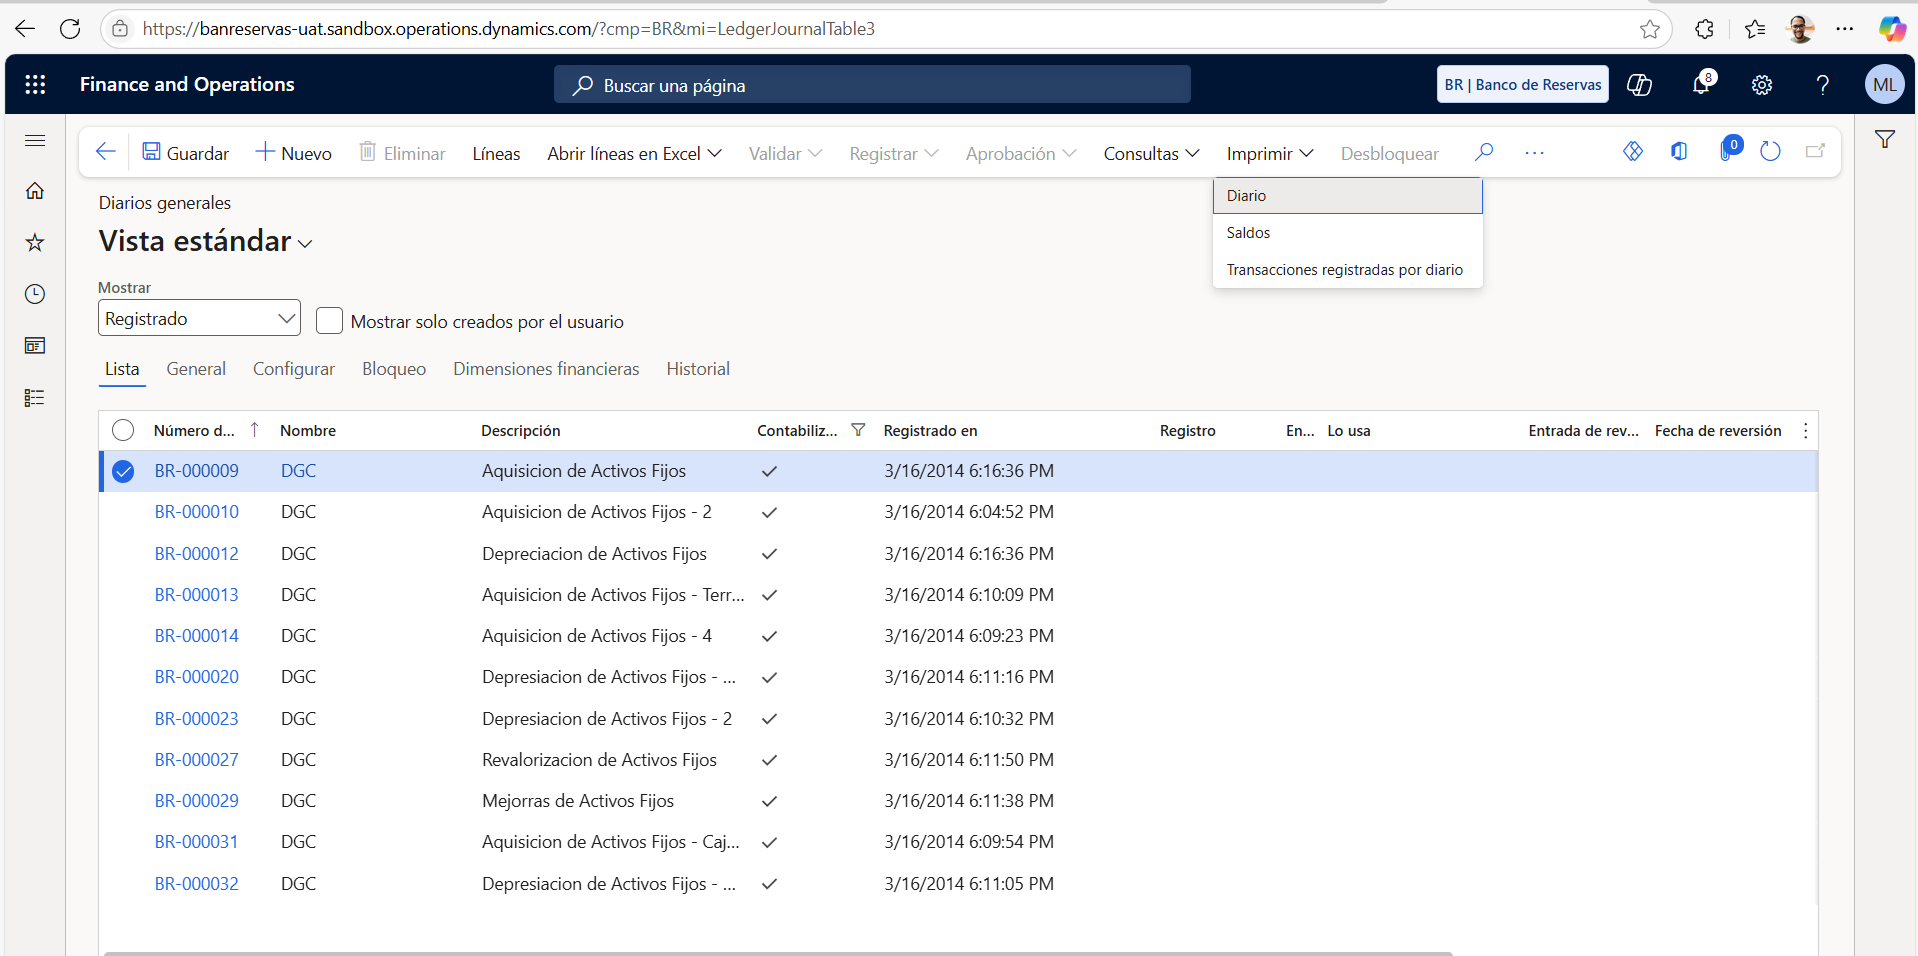 https://banreservas-uat.sandbox.operations.dynamics.com/?cmp=BR&mi=LedgerJournalTable3
Finance and Operations
Buscar una página
BR | Banco de Reservas
8
ML
Guardar
Nuevo
Eliminar
Líneas
Abrir líneas en Excel
Validar
Registrar
Aprobación
Consultas
Imprimir
Desbloquear
0
Diario
Saldos
Transacciones registradas por diario
Diarios generales
Vista estándar
Mostrar
Registrado
Mostrar solo creados por el usuario
Lista General Configurar Bloqueo Dimensiones financieras Historial
Número d... Nombre Descripción Contabiliz... Registrado en Registro En... Lo usa Entrada de rev... Fecha de reversión
BR-000009 DGC Aquisicion de Activos Fijos 3/16/2014 6:16:36 PM
BR-000010 DGC Aquisicion de Activos Fijos - 2 3/16/2014 6:04:52 PM
BR-000012 DGC Depreciacion de Activos Fijos 3/16/2014 6:16:36 PM
BR-000013 DGC Aquisicion de Activos Fijos - Terr... 3/16/2014 6:10:09 PM
BR-000014 DGC Aquisicion de Activos Fijos - 4 3/16/2014 6:09:23 PM
BR-000020 DGC Depresiacion de Activos Fijos - ... 3/16/2014 6:11:16 PM
BR-000023 DGC Depresiacion de Activos Fijos - 2 3/16/2014 6:10:32 PM
BR-000027 DGC Revalorizacion de Activos Fijos 3/16/2014 6:11:50 PM
BR-000029 DGC Mejorras de Activos Fijos 3/16/2014 6:11:38 PM
BR-000031 DGC Aquisicion de Activos Fijos - Caj... 3/16/2014 6:09:54 PM
BR-000032 DGC Depresiacion de Activos Fijos - ... 3/16/2014 6:11:05 PM